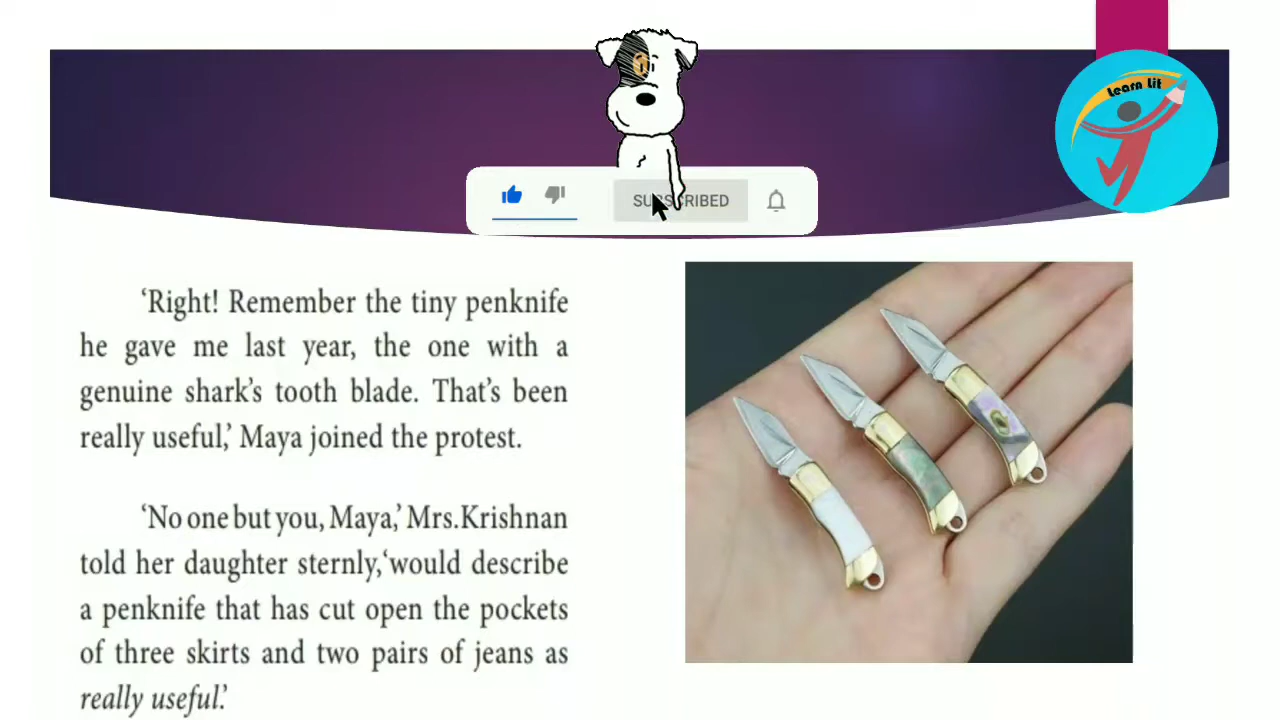 Learn Lit
SUBSCRIBED
‘Right! Remember the tiny penknife
he gave me last year, the one with a
genuine shark’s tooth blade. That’s been
really useful,’ Maya joined the protest.
‘No one but you, Maya,’ Mrs.Krishnan
told her daughter sternly,‘would describe
a penknife that has cut open the pockets
of three skirts and two pairs of jeans as
really useful.’